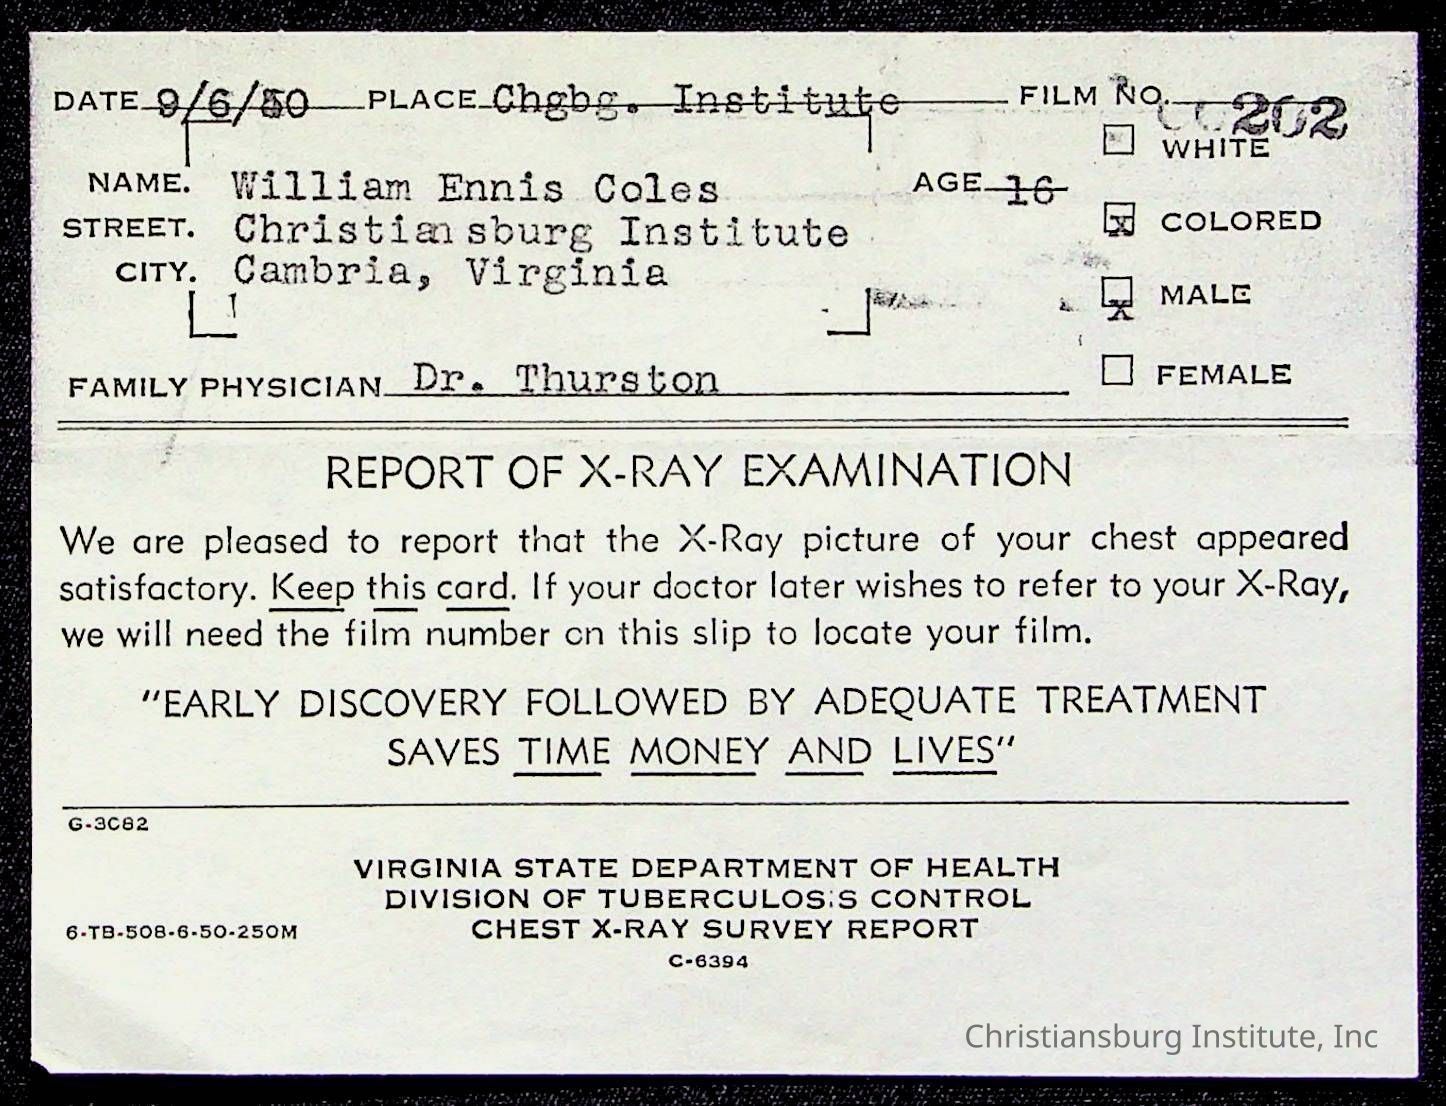 DATE 9/6/50 PLACE Chgbg. Institute FILM NO. 202
WHITE
NAME. William Ennis Coles AGE 16
STREET. Christiansburg Institute x COLORED
CITY. Cambria, Virginia
x MALE
FAMILY PHYSICIAN Dr. Thurston FEMALE
REPORT OF X-RAY EXAMINATION
We are pleased to report that the X-Ray picture of your chest appeared
satisfactory. Keep this card. If your doctor later wishes to refer to your X-Ray,
we will need the film number on this slip to locate your film.
"EARLY DISCOVERY FOLLOWED BY ADEQUATE TREATMENT
SAVES TIME MONEY AND LIVES"
G-3C82
VIRGINIA STATE DEPARTMENT OF HEALTH
DIVISION OF TUBERCULOSIS CONTROL
6-TB-508-6-50-250M CHEST X-RAY SURVEY REPORT
C-6394
Christiansburg Institute, Inc